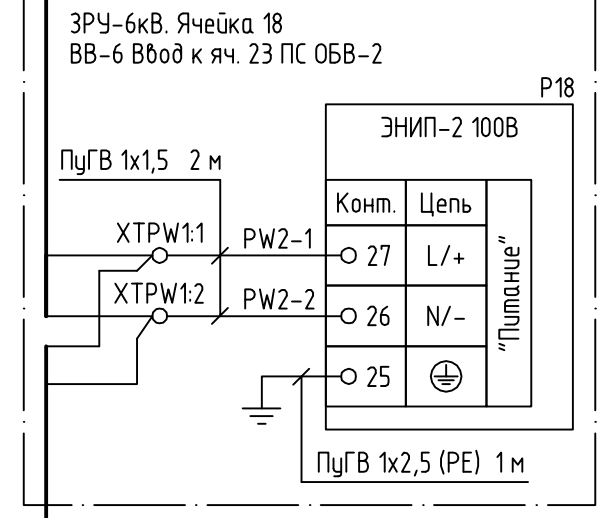 ЗРУ-6кВ. Ячейка 18
ВВ-6 Ввод к яч. 23 ПС ОБВ-2
Р18
ЭНИП-2 100В
ПуГВ 1х1,5 2 м
Конт. Цепь
XTPW1:1 PW2-1 27 L/+
"Питание"
XTPW1:2 PW2-2 26 N/-
25
ПуГВ 1х2,5 (РЕ) 1 м